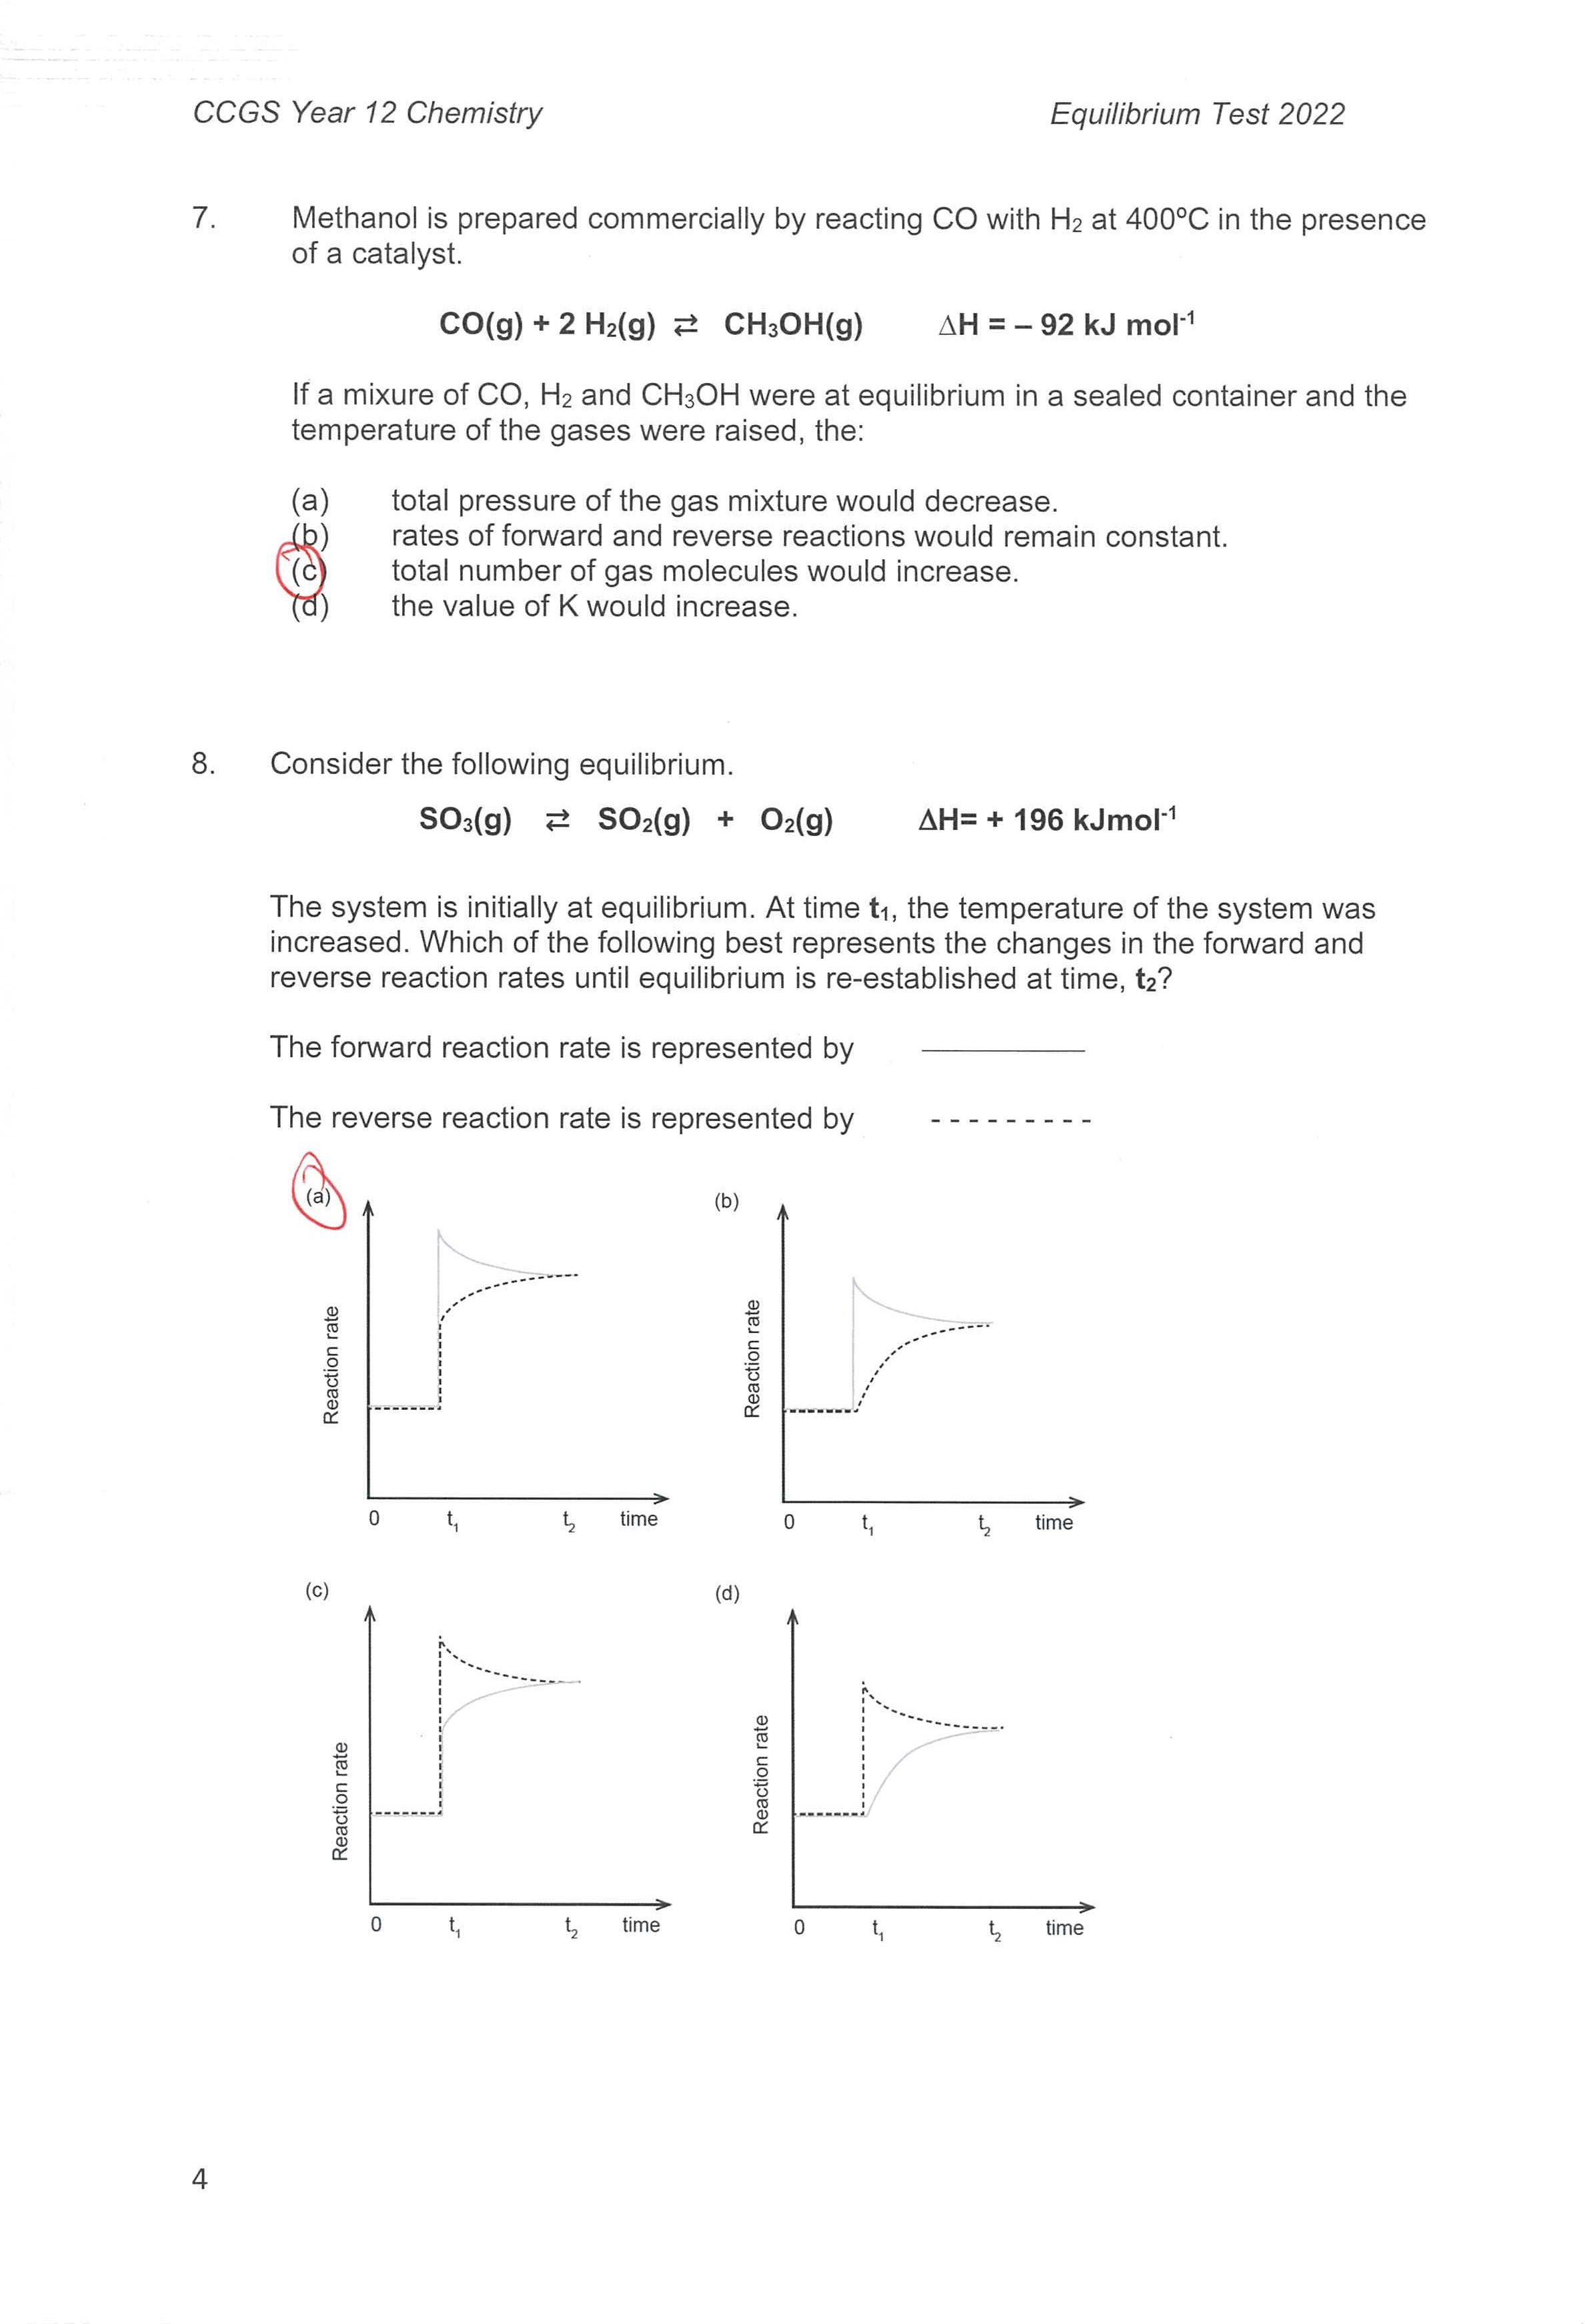 CCGS Year 12 Chemistry Equilibrium Test 2022
7. Methanol is prepared commercially by reacting CO with H₂ at 400ºC in the presence
of a catalyst.
CO(g) + 2 H₂(g) ⇄ CH₃OH(g) ΔH = – 92 kJ mol⁻¹
If a mixure of CO, H₂ and CH₃OH were at equilibrium in a sealed container and the
temperature of the gases were raised, the:
(a) total pressure of the gas mixture would decrease.
(b) rates of forward and reverse reactions would remain constant.
(c) total number of gas molecules would increase.
(d) the value of K would increase.
8. Consider the following equilibrium.
SO₃(g) ⇄ SO₂(g) + O₂(g) ΔH= + 196 kJmol⁻¹
The system is initially at equilibrium. At time t₁, the temperature of the system was
increased. Which of the following best represents the changes in the forward and
reverse reaction rates until equilibrium is re-established at time, t₂?
The forward reaction rate is represented by
The reverse reaction rate is represented by
(a)
Reaction rate
0 t₁ t₂ time
(b)
Reaction rate
0 t₁ t₂ time
(c)
Reaction rate
0 t₁ t₂ time
(d)
Reaction rate
0 t₁ t₂ time
4